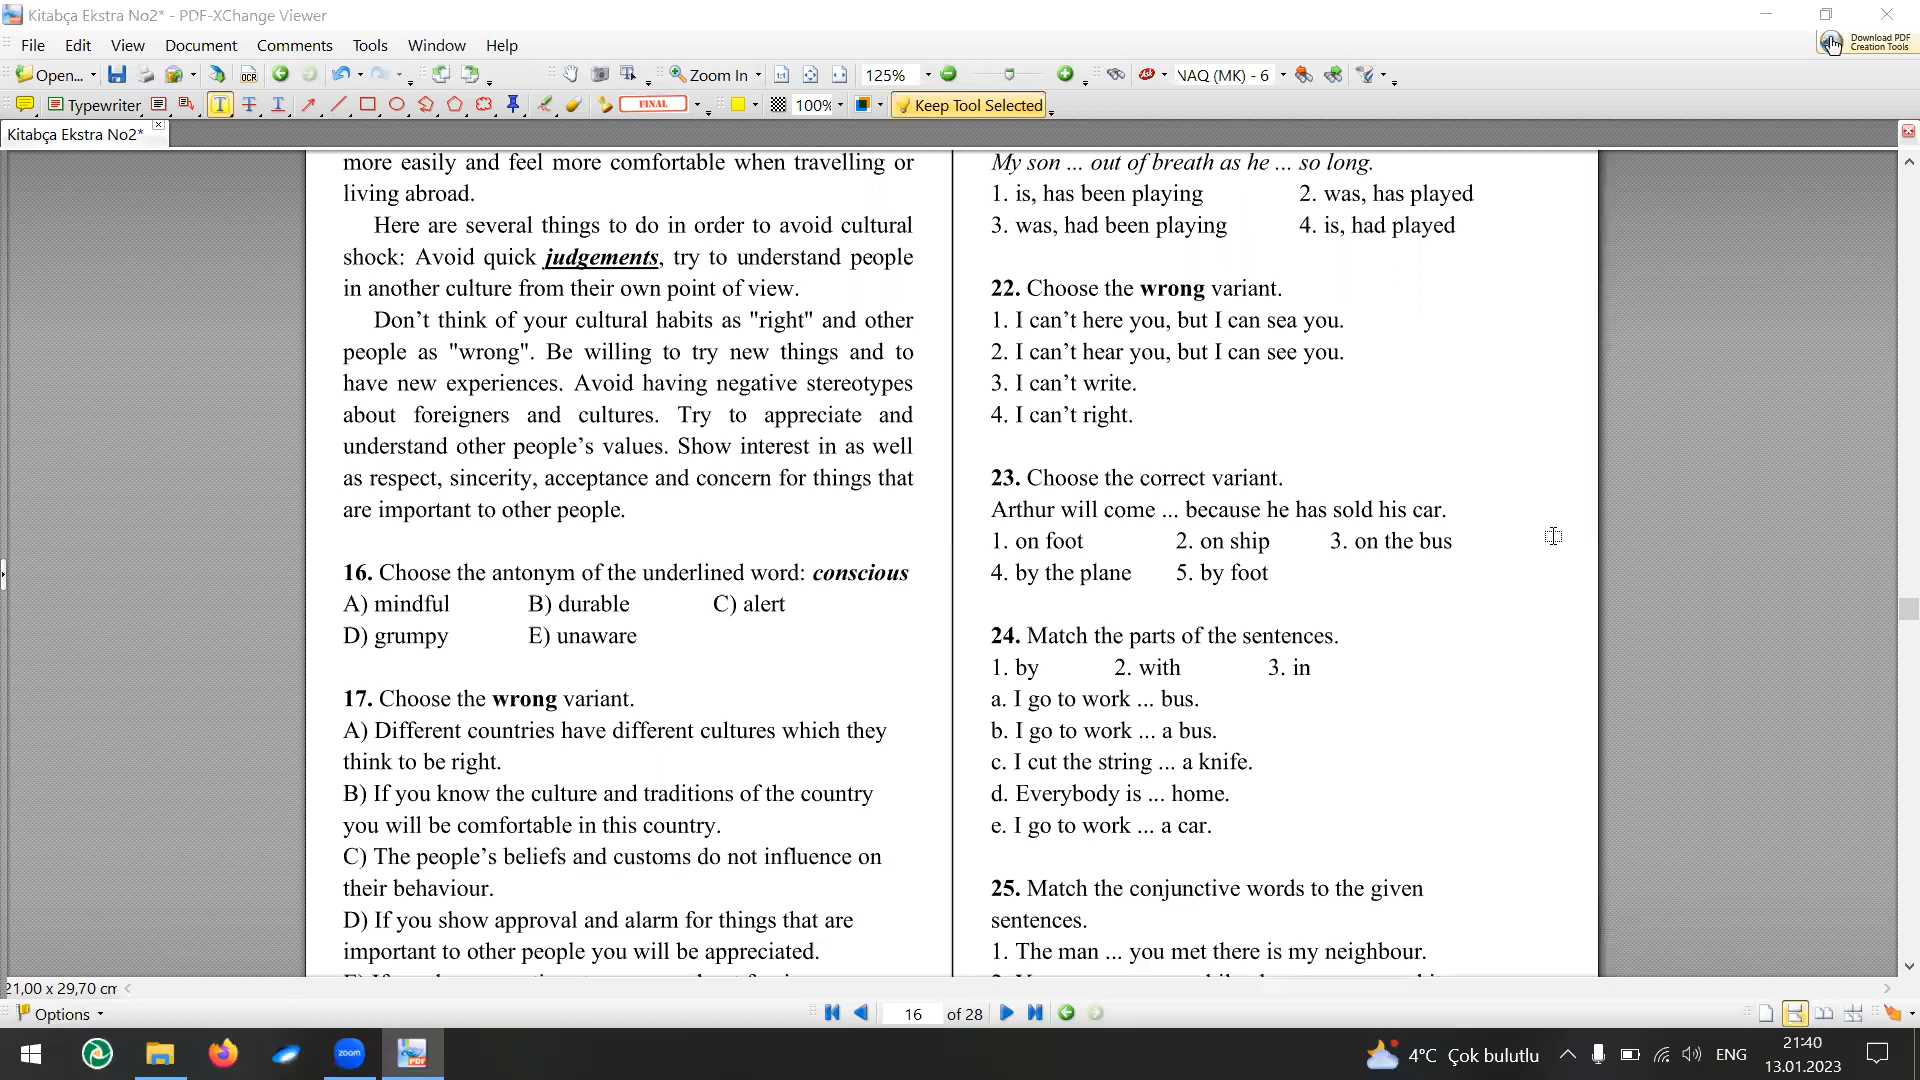 Kitabça Ekstra No2* - PDF-XChange Viewer
File Edit View Document Comments Tools Window Help
Download PDF
Creation Tools
Open...
OCR
Zoom In
125%
NAQ (MK) - 6
Typewriter
FINAL
100%
Keep Tool Selected
Kitabça Ekstra No2*
more easily and feel more comfortable when travelling or
living abroad.
Here are several things to do in order to avoid cultural
shock: Avoid quick judgements, try to understand people
in another culture from their own point of view.
Don’t think of your cultural habits as "right" and other
people as "wrong". Be willing to try new things and to
have new experiences. Avoid having negative stereotypes
about foreigners and cultures. Try to appreciate and
understand other people’s values. Show interest in as well
as respect, sincerity, acceptance and concern for things that
are important to other people.
16. Choose the antonym of the underlined word: conscious
A) mindful B) durable C) alert
D) grumpy E) unaware
17. Choose the wrong variant.
A) Different countries have different cultures which they
think to be right.
B) If you know the culture and traditions of the country
you will be comfortable in this country.
C) The people’s beliefs and customs do not influence on
their behaviour.
D) If you show approval and alarm for things that are
important to other people you will be appreciated.
My son ... out of breath as he ... so long.
1. is, has been playing 2. was, has played
3. was, had been playing 4. is, had played
22. Choose the wrong variant.
1. I can’t here you, but I can sea you.
2. I can’t hear you, but I can see you.
3. I can’t write.
4. I can’t right.
23. Choose the correct variant.
Arthur will come ... because he has sold his car.
1. on foot 2. on ship 3. on the bus
4. by the plane 5. by foot
24. Match the parts of the sentences.
1. by 2. with 3. in
a. I go to work ... bus.
b. I go to work ... a bus.
c. I cut the string ... a knife.
d. Everybody is ... home.
e. I go to work ... a car.
25. Match the conjunctive words to the given
sentences.
1. The man ... you met there is my neighbour.
21,00 x 29,70 cm
Options
16 of 28
zoom
PDF
4°C Çok bulutlu
ENG
21:40
13.01.2023